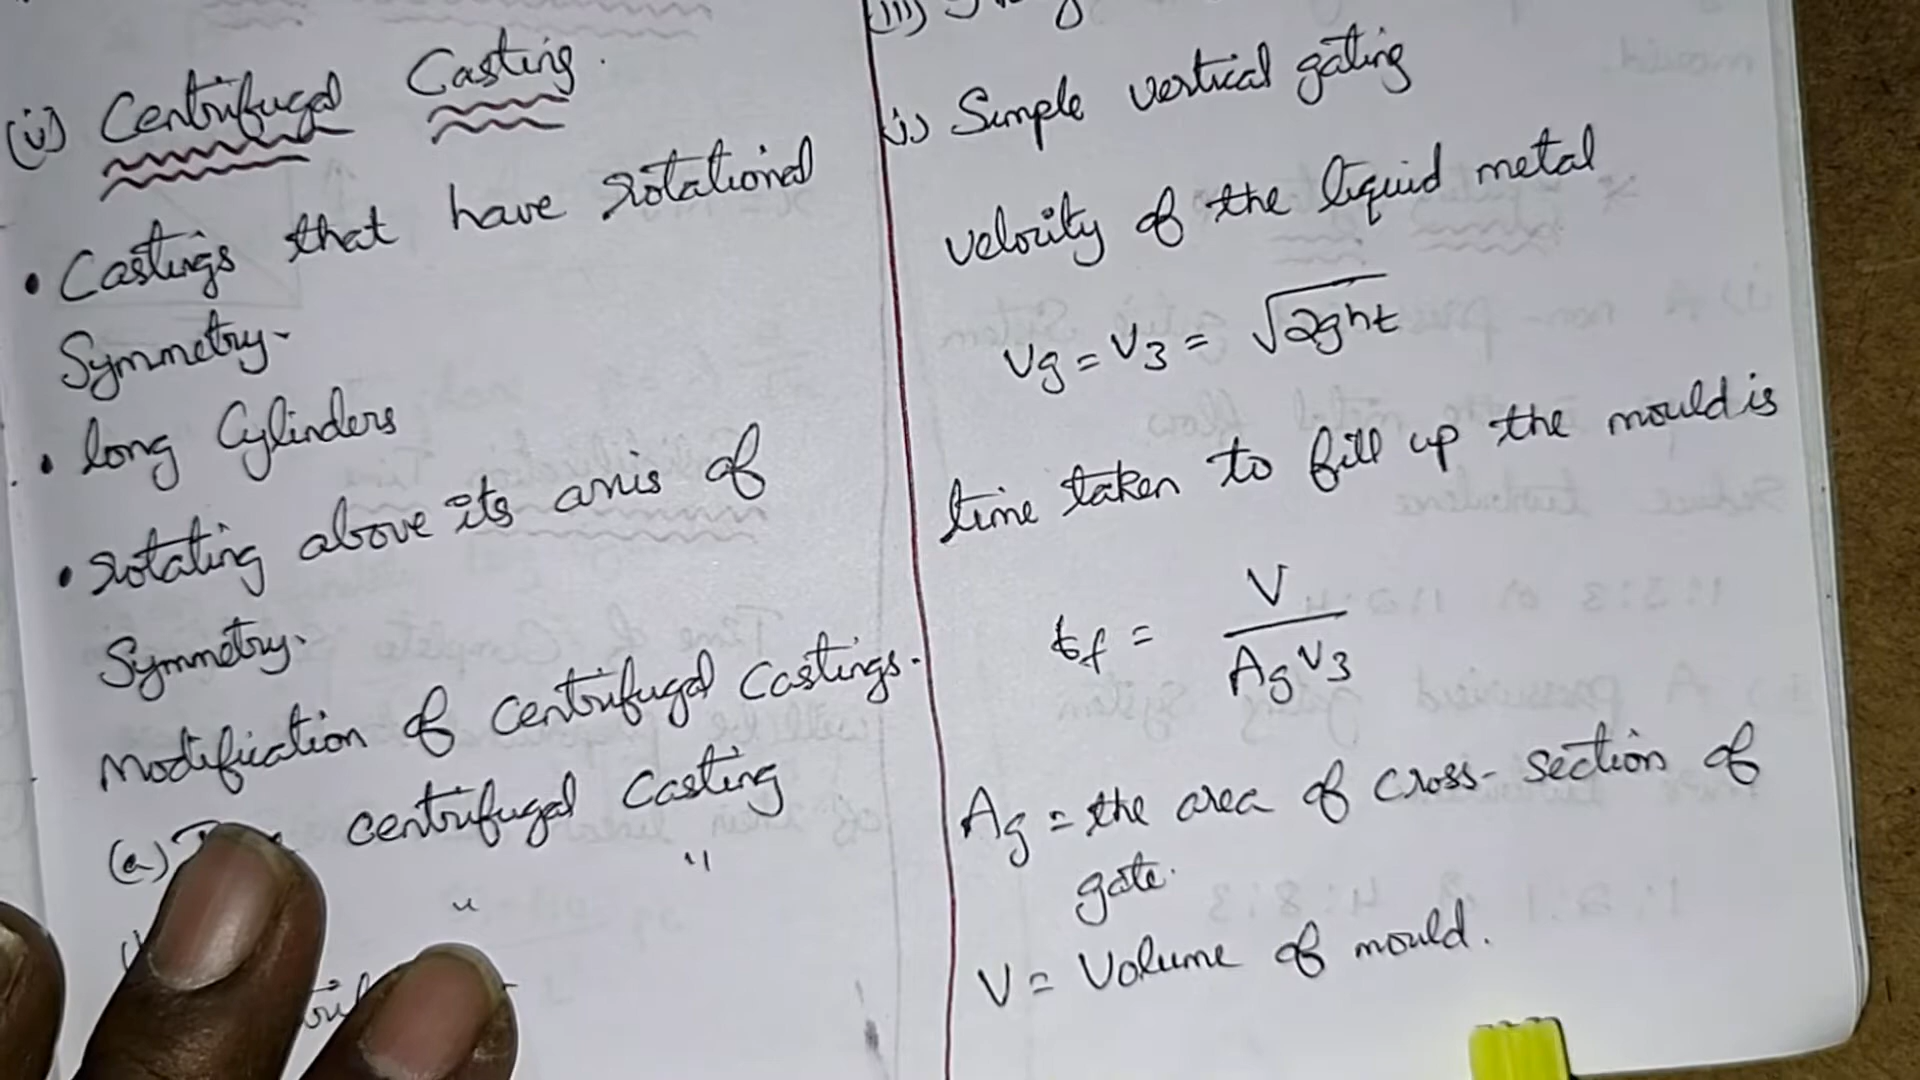 (v) Centrifugal Casting.
• Castings that have rotational
Symmetry.
• long Cylinders
• rotating above its axis of
Symmetry.
Modification of centrifugal castings.
(a) centrifugal casting
" "
(iii)
(i) Simple vertical gating
velocity of the liquid metal
Vg = V3 = √2ght
time taken to fill up the mould is
tf = V / Ag V3
Ag = the area of cross-section of
gate.
V = Volume of mould.